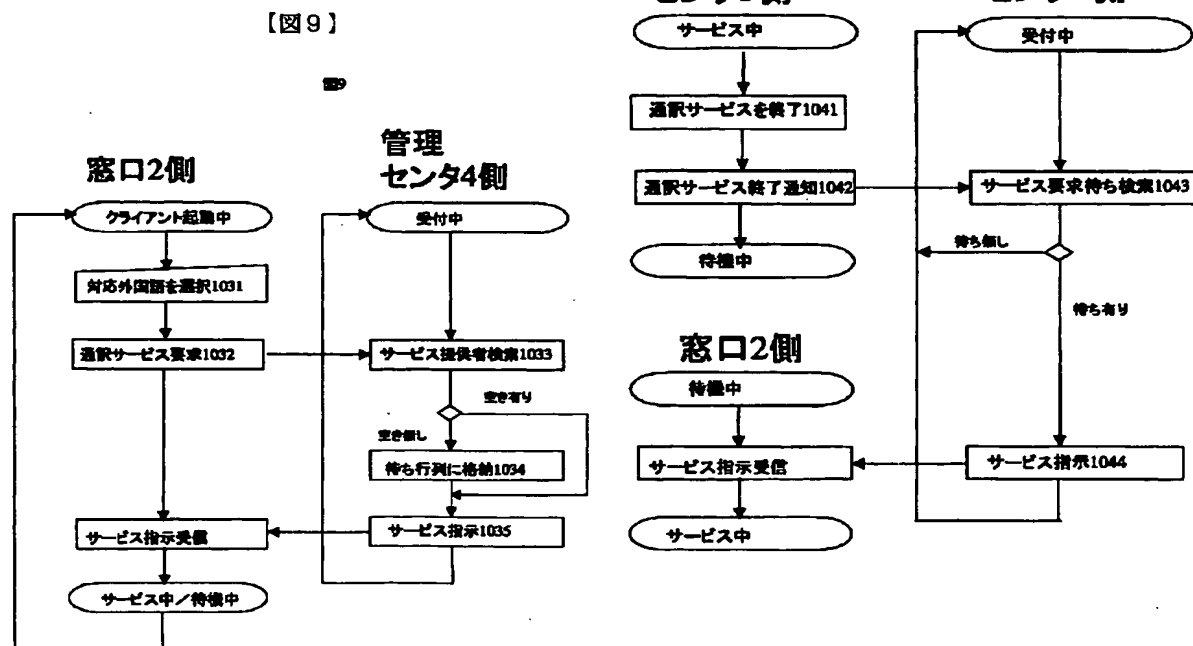 【図9】
図9
窓口2側
クライアント起動中
対応外国語を選択1031
通訳サービス要求1032
サービス指示受信
サービス中/待機中
管理
センタ4側
受付中
サービス提供者検索1033
空き有り
空き無し
待ち行列に格納1034
サービス指示1035
サービス中
通訳サービスを終了1041
通訳サービス終了通知1042
待機中
窓口2側
待機中
サービス指示受信
サービス中
受付中
サービス要求待ち検索1043
待ち無し
待ち有り
サービス指示1044